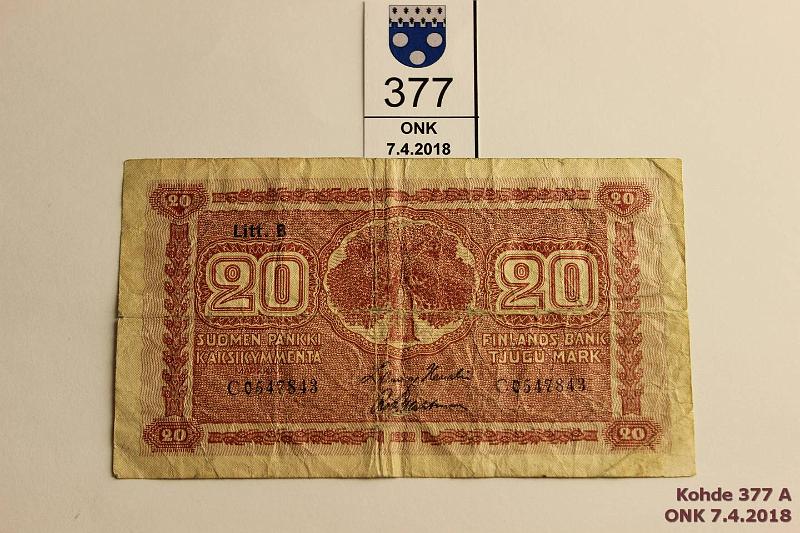 377
ONK
7.4.2018
20 20
Litt. B
20 20
SUOMEN PANKKI FINLANDS BANK
KAKSIKYMMENTÄ TJUGU MARK
C0547843 C0547843
20 1922 20
Kohde 377 A
ONK 7.4.2018